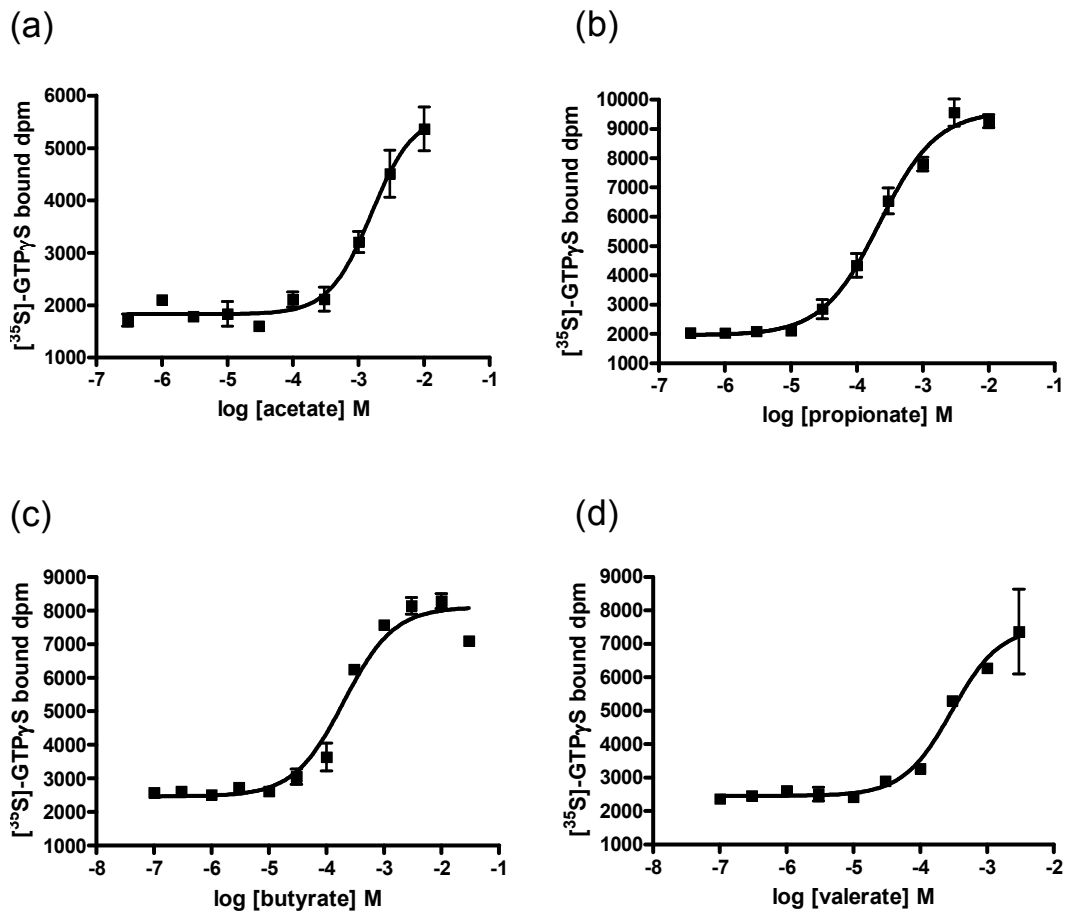 (a)
6000
5000
4000
3000
2000
1000
[³⁵S]-GTPγS bound dpm
-7 -6 -5 -4 -3 -2 -1
log [acetate] M
(b)
10000
9000
8000
7000
6000
5000
4000
3000
2000
1000
[³⁵S]-GTPγS bound dpm
-7 -6 -5 -4 -3 -2 -1
log [propionate] M
(c)
9000
8000
7000
6000
5000
4000
3000
2000
1000
[³⁵S]-GTPγS bound dpm
-8 -7 -6 -5 -4 -3 -2 -1
log [butyrate] M
(d)
9000
8000
7000
6000
5000
4000
3000
2000
1000
[³⁵S]-GTPγS bound dpm
-8 -7 -6 -5 -4 -3 -2
log [valerate] M